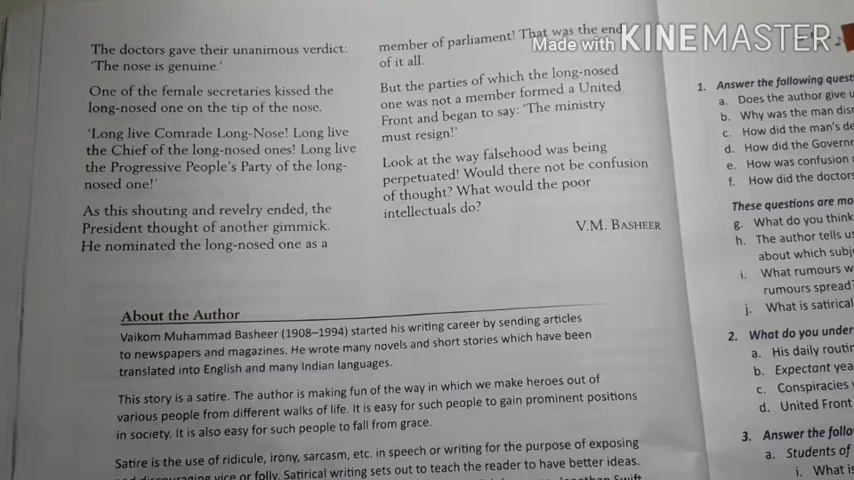 The doctors gave their unanimous verdict:
'The nose is genuine.'
One of the female secretaries kissed the
long-nosed one on the tip of the nose.
'Long live Comrade Long-Nose! Long live
the Chief of the long-nosed ones! Long live
the Progressive People's Party of the long-
nosed one!'
As this shouting and revelry ended, the
President thought of another gimmick.
He nominated the long-nosed one as a
member of parliament! That was the end
of it all.
But the parties of which the long-nosed
one was not a member formed a United
Front and began to say: 'The ministry
must resign!'
Look at the way falsehood was being
perpetuated! Would there not be confusion
of thought? What would the poor
intellectuals do?
V.M. BASHEER
About the Author
Vaikom Muhammad Basheer (1908–1994) started his writing career by sending articles
to newspapers and magazines. He wrote many novels and short stories which have been
translated into English and many Indian languages.
This story is a satire. The author is making fun of the way in which we make heroes out of
various people from different walks of life. It is easy for such people to gain prominent positions
in society. It is also easy for such people to fall from grace.
Satire is the use of ridicule, irony, sarcasm, etc. in speech or writing for the purpose of exposing
vice or folly. Satirical writing sets out to teach the reader to have better ideas.
Made with KINEMASTER
1. Answer the following
a. Does the author give
b. Why was the man
c. How did the man's
d. How did the
e. How was confusion
f. How did the doctors
These questions are
g. What do you think
h. The author tells
about which
i. What rumours
rumours spread?
j. What is satirical
2. What do you
a. His daily
b. Expectant
c. Conspiracies
d. United Front
3. Answer the
a. Students of
i. What is